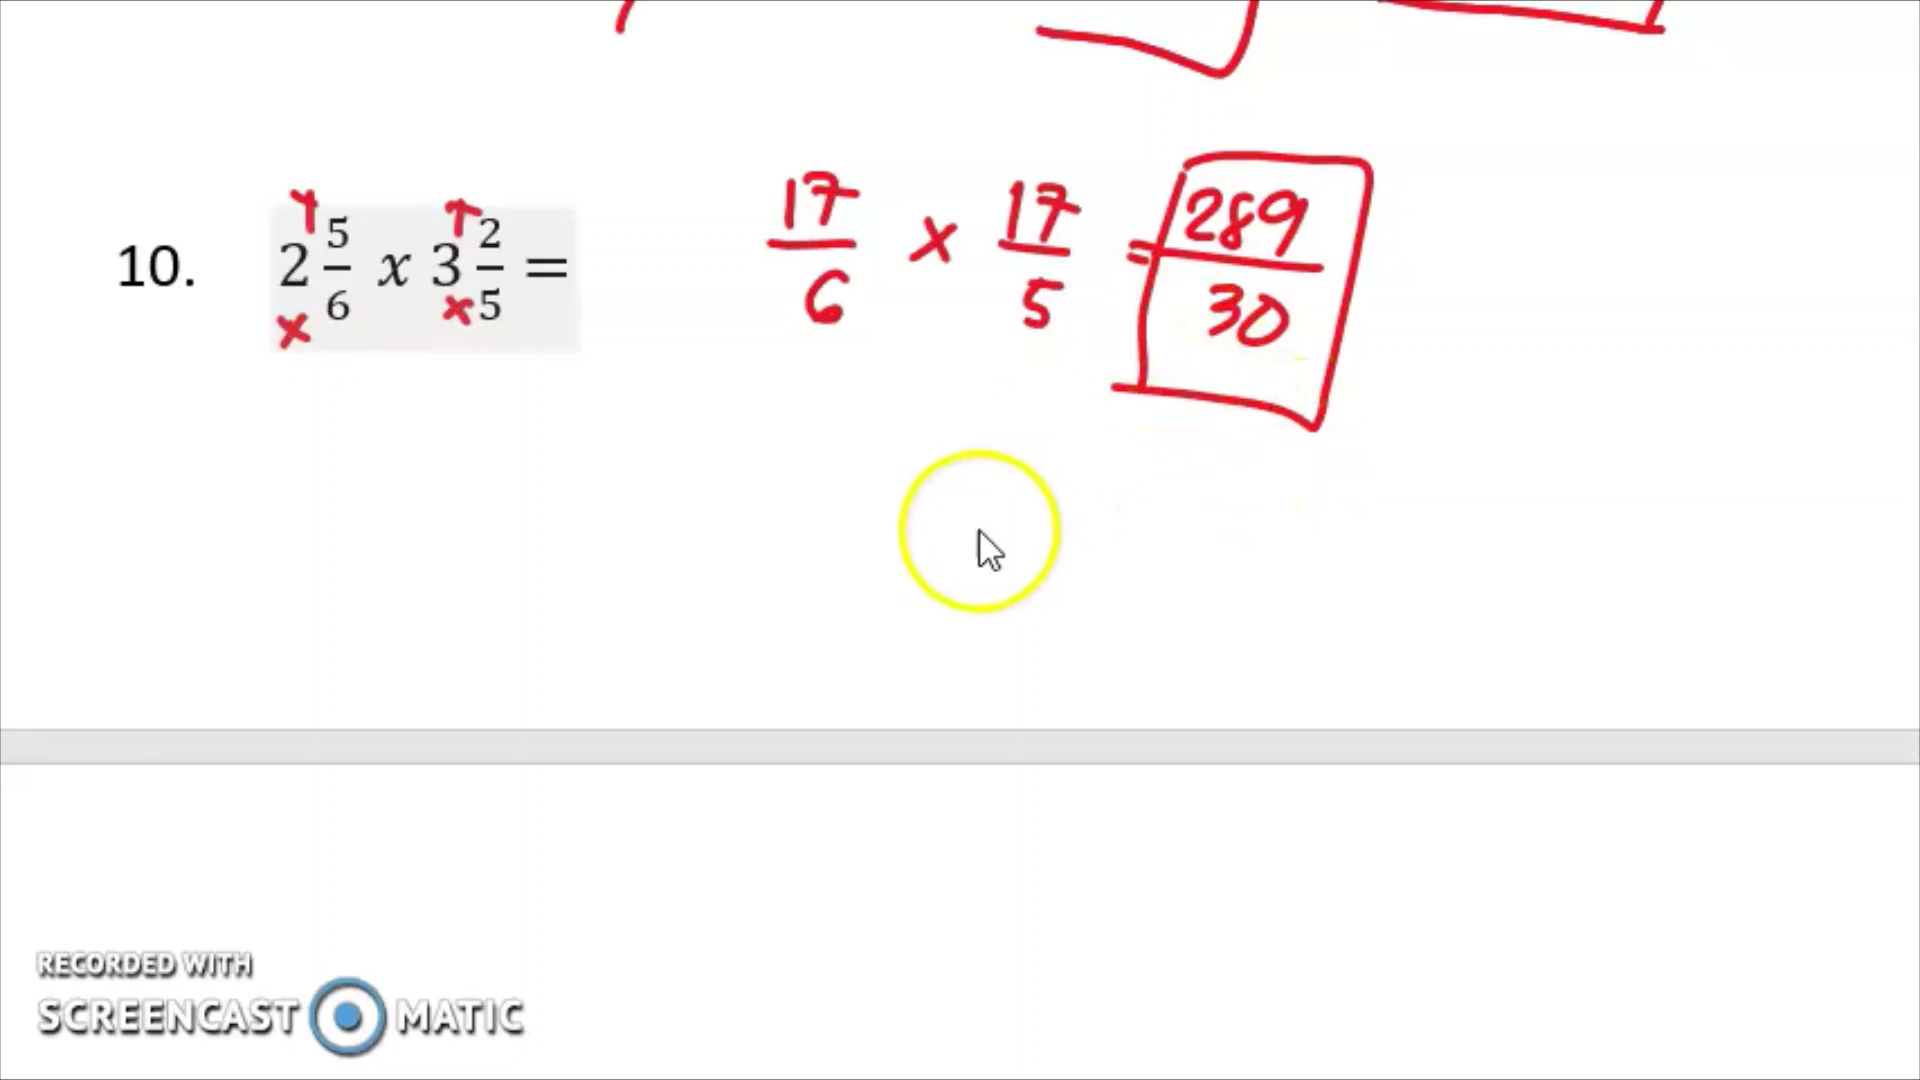 10. 2 5/6 x 3 2/5 = 17/6 x 17/5 = 289/30
RECORDED WITH
SCREENCAST MATIC